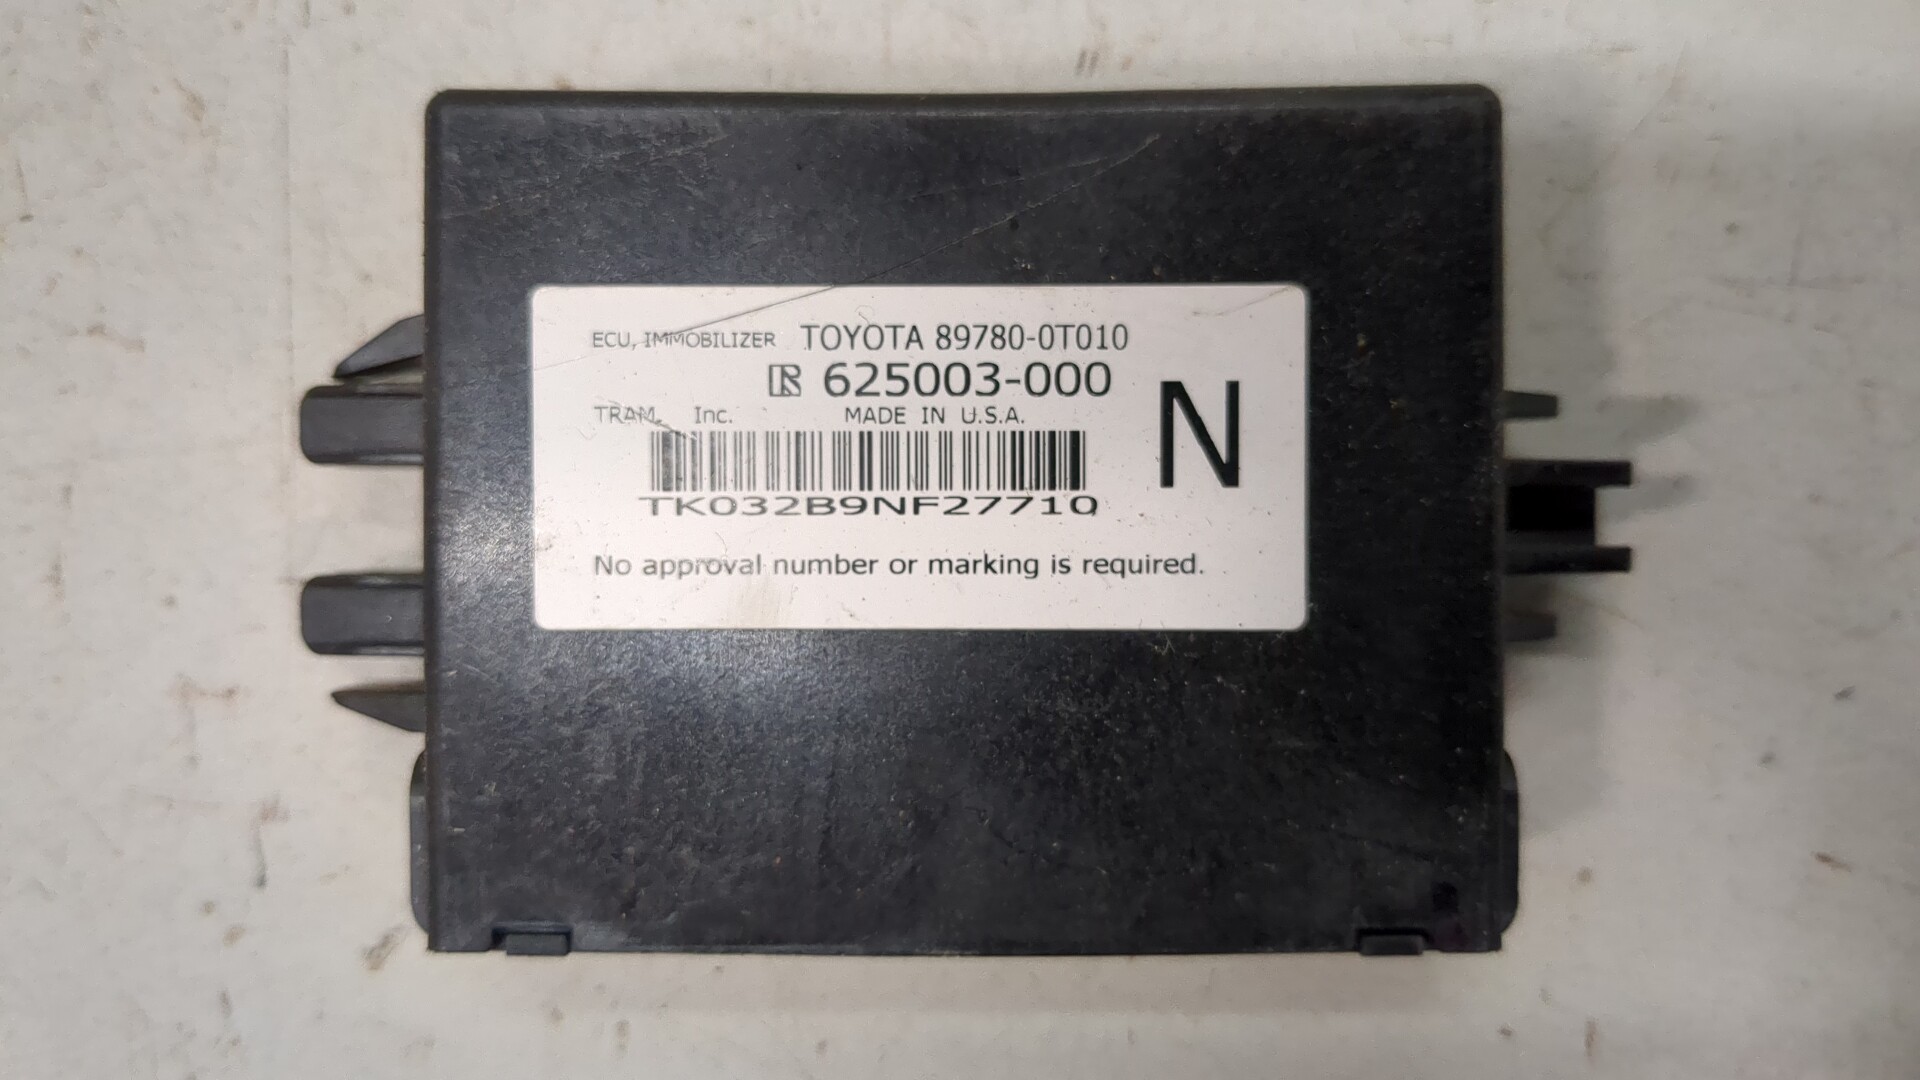 ECU, IMMOBILIZER TOYOTA 89780-0T010
625003-000
TRAM. Inc. MADE IN U.S.A.
N
TK032B9NF27710
No approval number or marking is required.